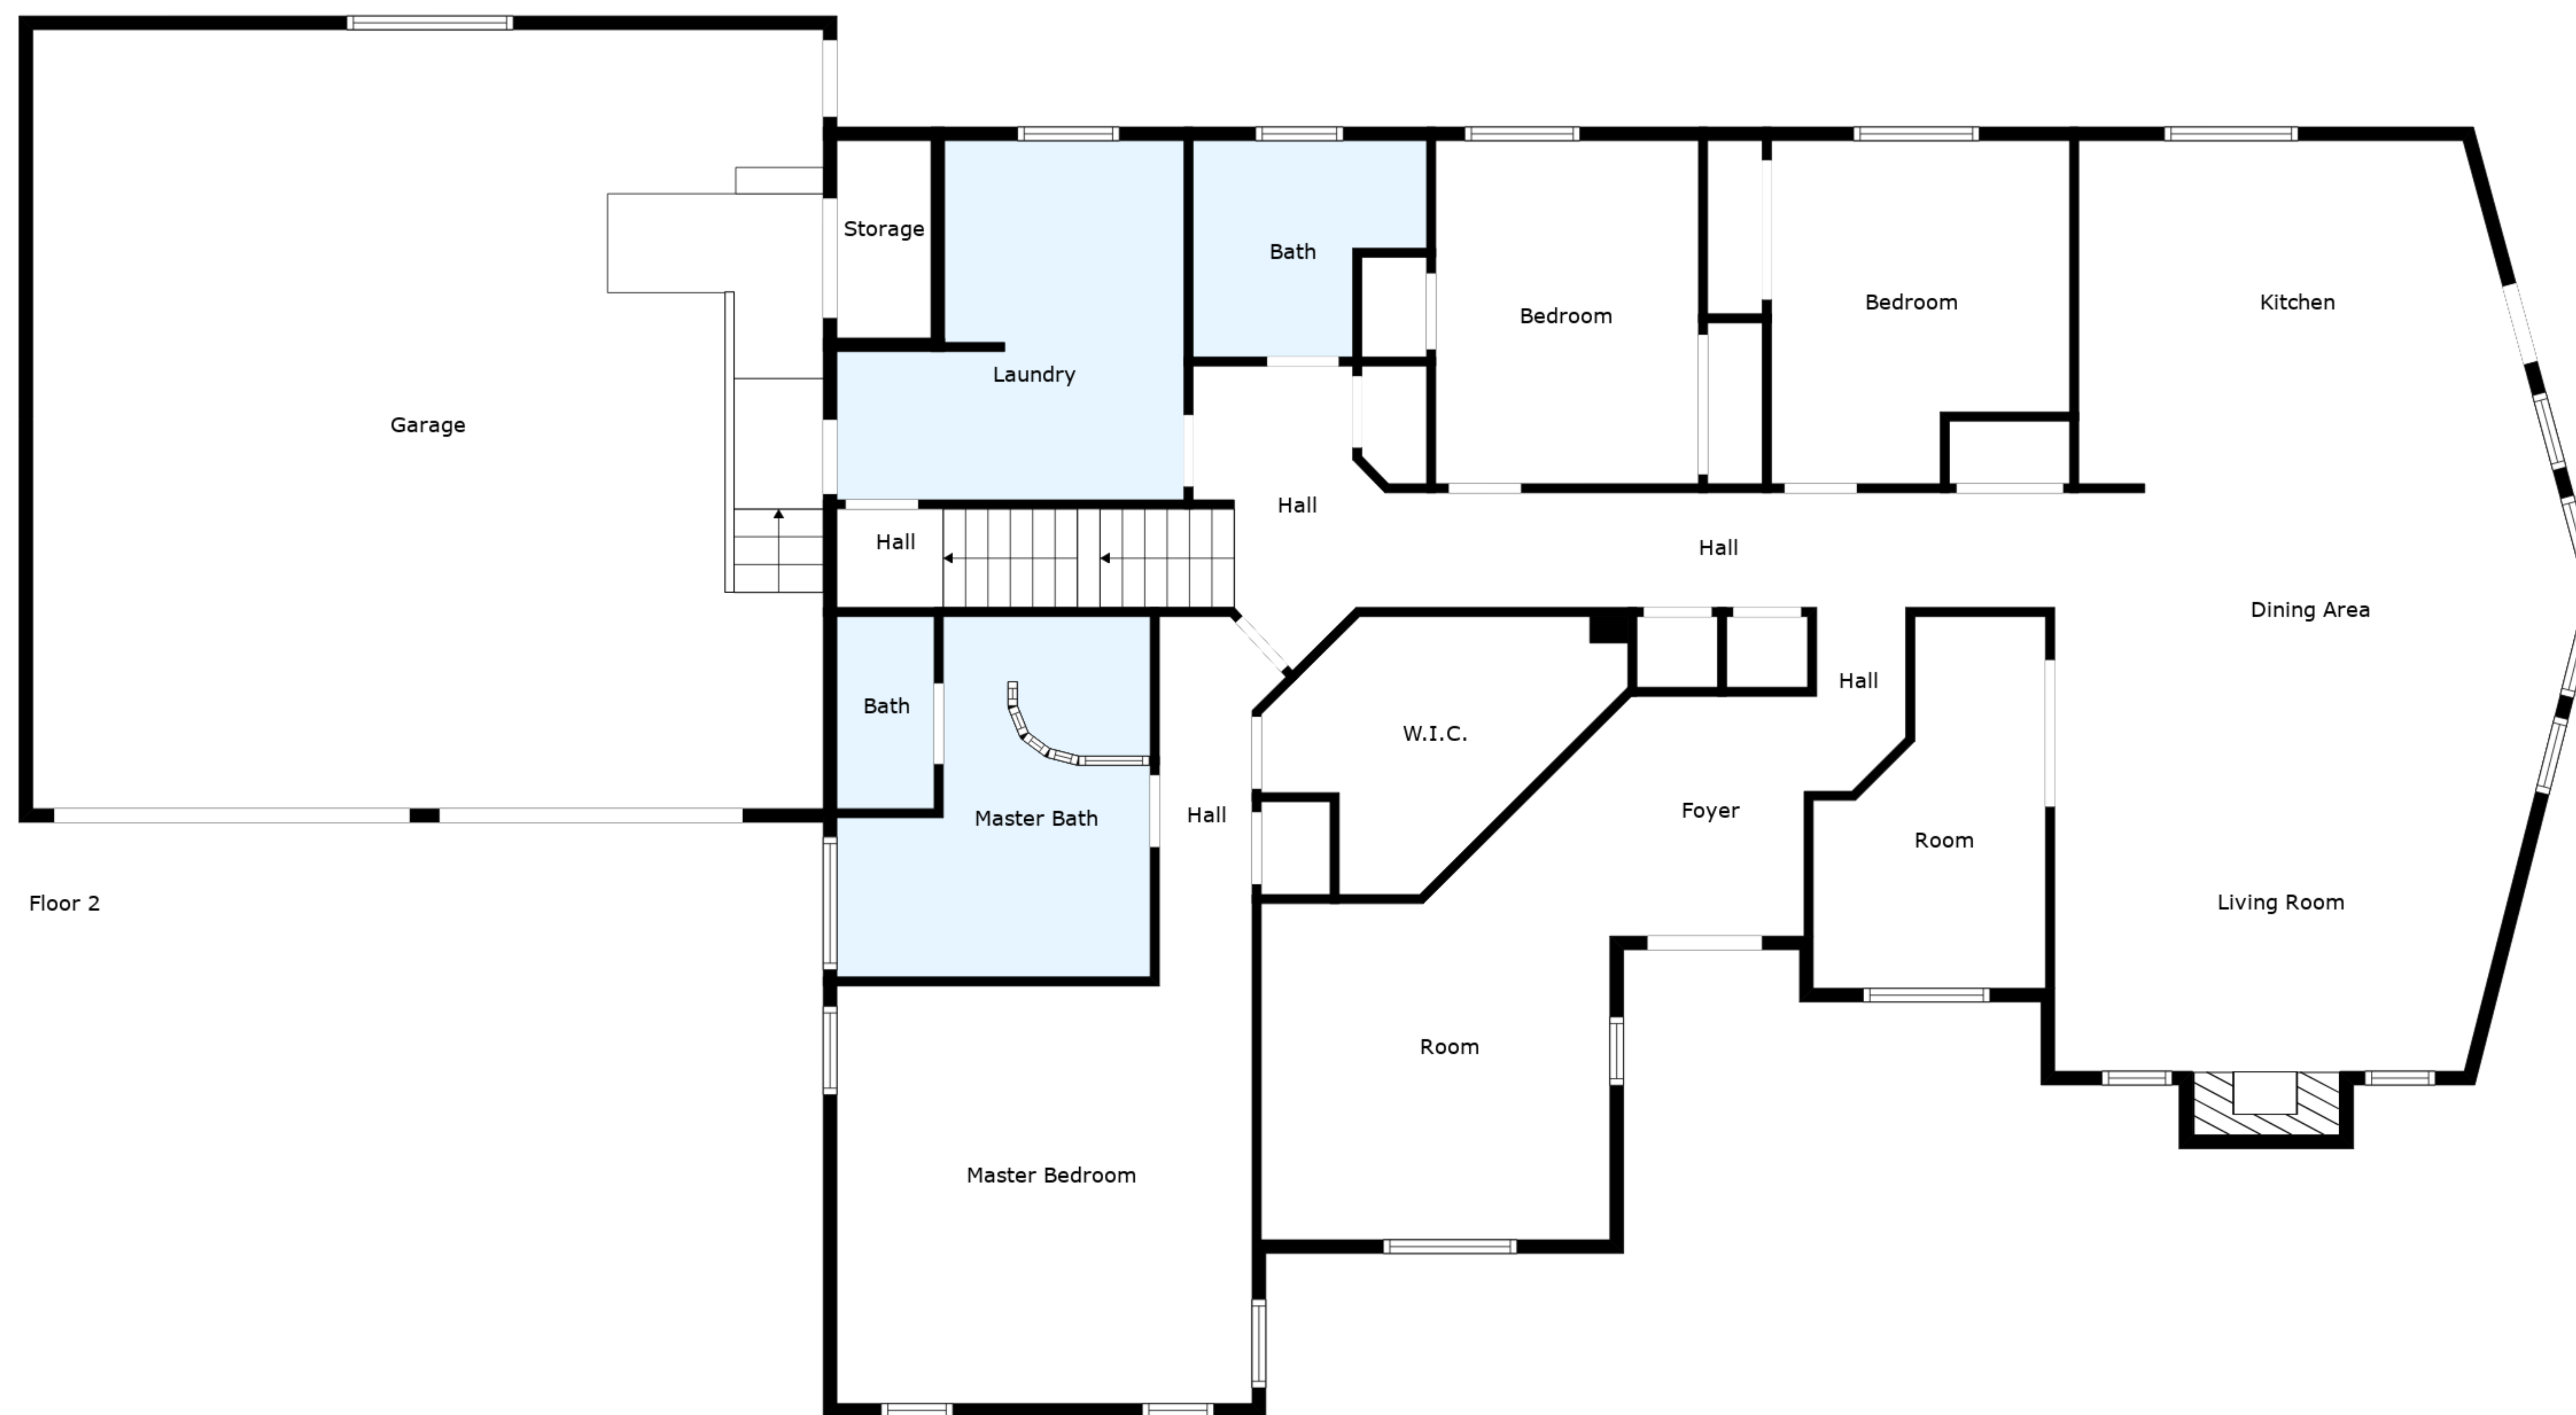 Storage
Bath
Bedroom
Bedroom
Kitchen
Laundry
Garage
Hall
Hall
Hall
Dining Area
Hall
Bath
W.I.C.
Master Bath
Hall
Foyer
Room
Floor 2
Living Room
Room
Master Bedroom